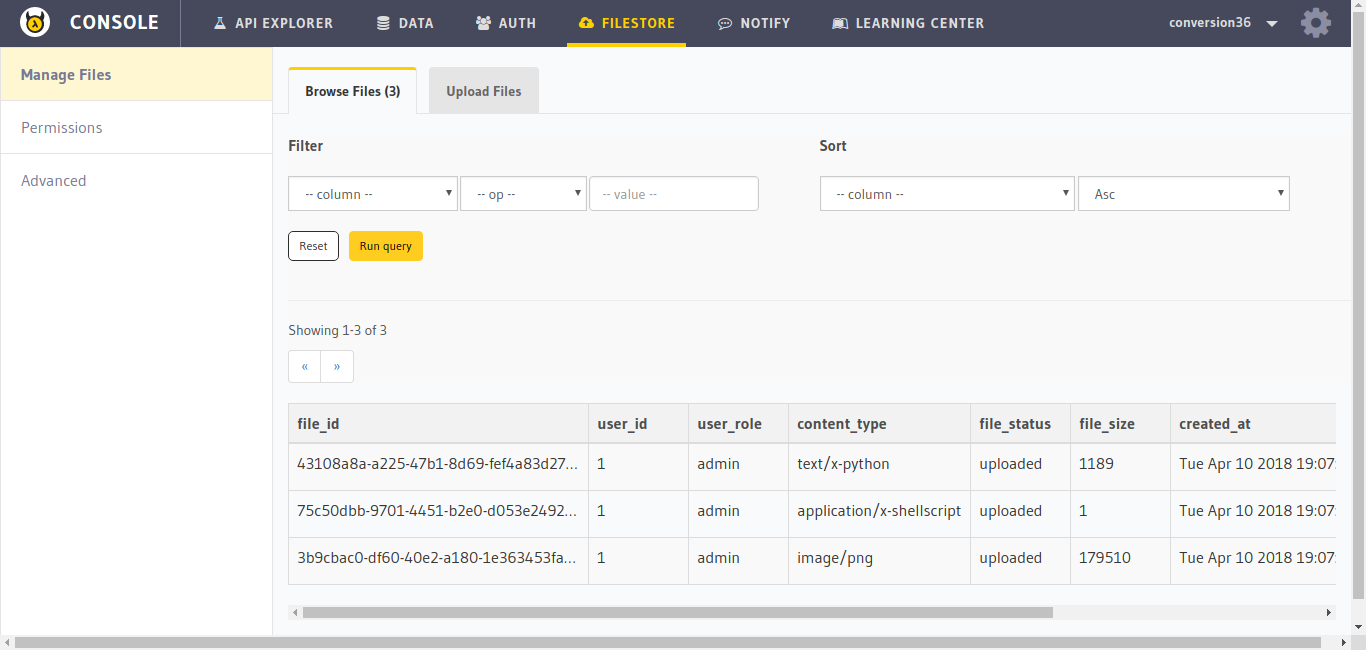 CONSOLE API EXPLORER DATA AUTH FILESTORE NOTIFY LEARNING CENTER conversion36
Manage Files
Permissions
Advanced
Browse Files (3) Upload Files
Filter Sort
-- column -- -- op -- -- value -- -- column -- Asc
Reset Run query
Showing 1-3 of 3
« »
file_id user_id user_role content_type file_status file_size created_at
43108a8a-a225-47b1-8d69-fef4a83d27... 1 admin text/x-python uploaded 1189 Tue Apr 10 2018 19:07:
75c50dbb-9701-4451-b2e0-d053e2492... 1 admin application/x-shellscript uploaded 1 Tue Apr 10 2018 19:07:
3b9cbac0-df60-40e2-a180-1e363453fa... 1 admin image/png uploaded 179510 Tue Apr 10 2018 19:07: